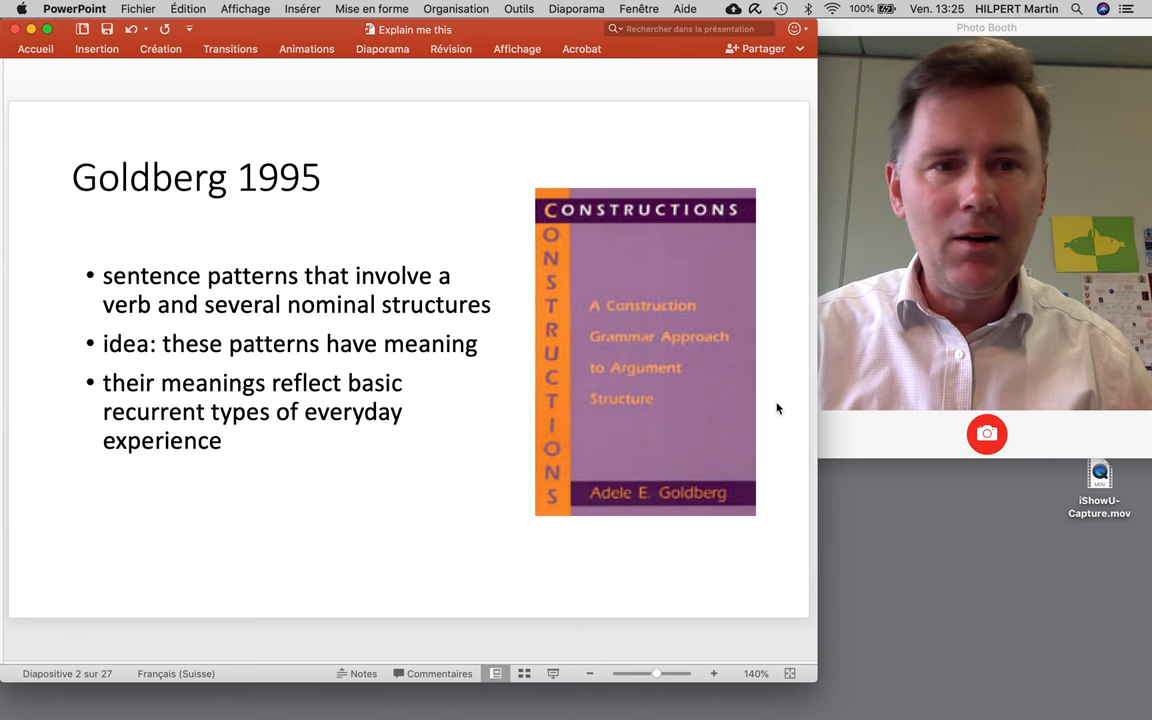 PowerPoint Fichier Édition Affichage Insérer Mise en forme Organisation Outils Diaporama Fenêtre Aide 100% Ven. 13:25 HILPERT Martin
Explain me this
Rechercher dans la présentation
Accueil Insertion Création Transitions Animations Diaporama Révision Affichage Acrobat Partager
Photo Booth
Goldberg 1995
• sentence patterns that involve a
verb and several nominal structures
• idea: these patterns have meaning
• their meanings reflect basic
recurrent types of everyday
experience
CONSTRUCTIONS
CONSTRUCTIONS
A Construction
Grammar Approach
to Argument
Structure
Adele E. Goldberg
MOV
iShowU-
Capture.mov
Diapositive 2 sur 27 Français (Suisse) Notes Commentaires 140%